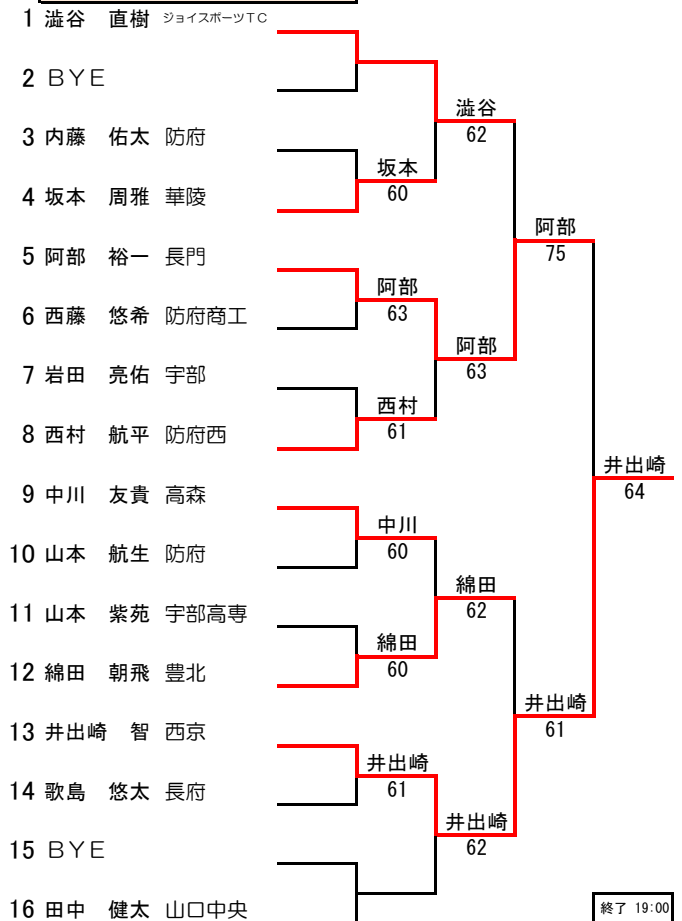 1 澁谷 直樹 ジョイスポーツTC
2 BYE
澁谷
62
3 内藤 佑太 防府
坂本
60
4 坂本 周雅 華陵
阿部
75
5 阿部 裕一 長門
阿部
63
6 西藤 悠希 防府商工
阿部
63
7 岩田 亮佑 宇部
西村
61
8 西村 航平 防府西
井出崎
64
9 中川 友貴 高森
中川
60
10 山本 航生 防府
綿田
62
11 山本 紫苑 宇部高専
綿田
60
12 綿田 朝飛 豊北
井出崎
61
13 井出崎 智 西京
井出崎
61
14 歌島 悠太 長府
井出崎
62
15 BYE
16 田中 健太 山口中央
終了 19:00